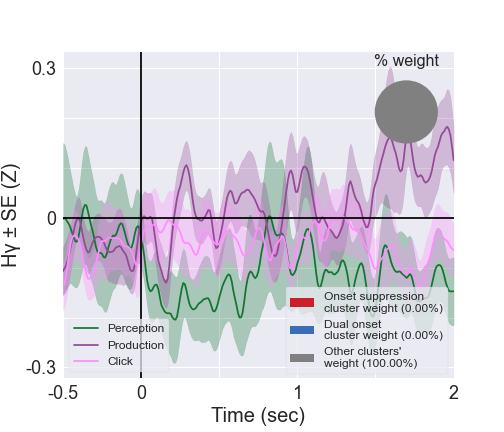 % weight
0.3
0
-0.3
Hγ ± SE (Z)
Perception
Production
Click
Onset suppression
cluster weight (0.00%)
Dual onset
cluster weight (0.00%)
Other clusters'
weight (100.00%)
-0.5
0
1
2
Time (sec)